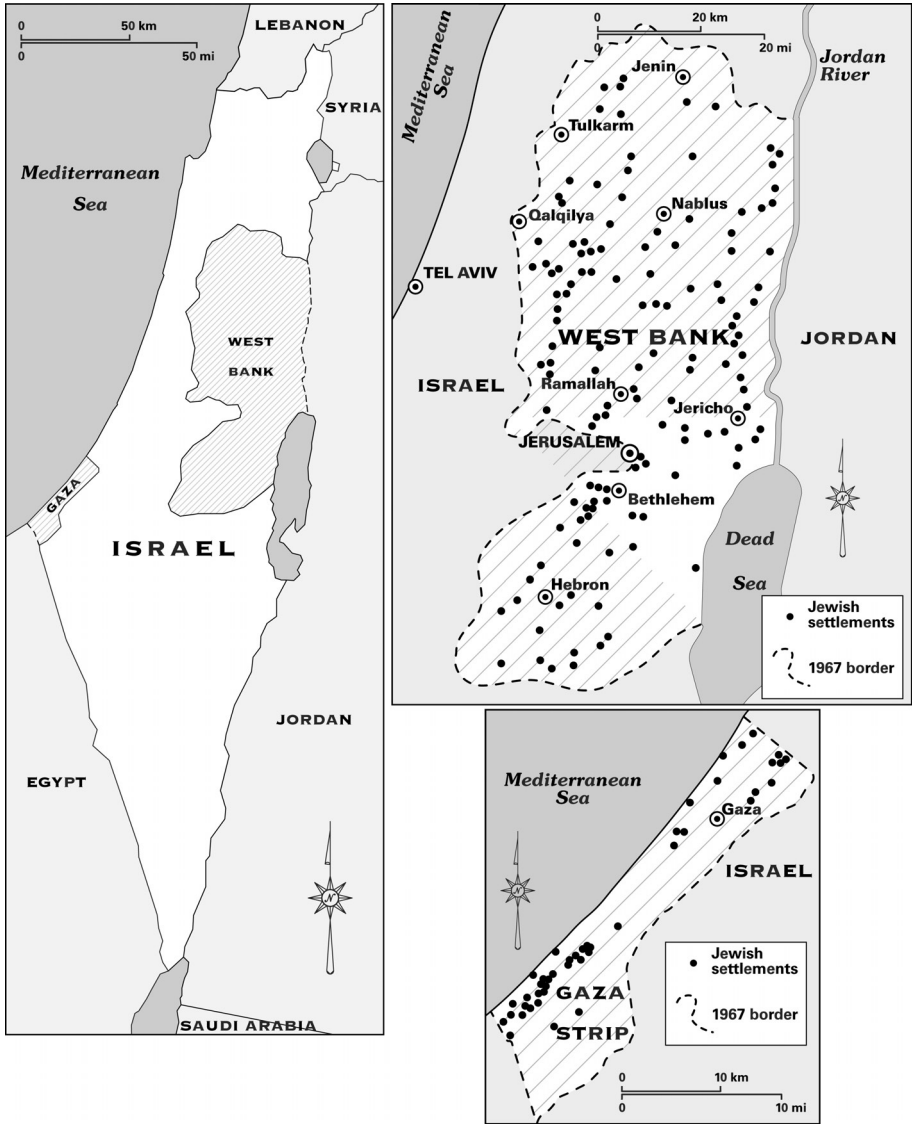 0 50 km
0 50 mi
LEBANON
SYRIA
Mediterranean
Sea
WEST
BANK
GAZA
ISRAEL
JORDAN
EGYPT
N
SAUDI ARABIA
0 20 km
0 20 mi
Mediterranean
Sea
Jordan
River
Jenin
Tulkarm
Nablus
Qalqilya
TEL AVIV
WEST BANK
JORDAN
ISRAEL
Ramallah
Jericho
JERUSALEM
Bethlehem
N
Dead
Sea
Hebron
Jewish
settlements
1967 border
Mediterranean
Sea
Gaza
ISRAEL
N
GAZA
STRIP
Jewish
settlements
1967 border
0 10 km
0 10 mi